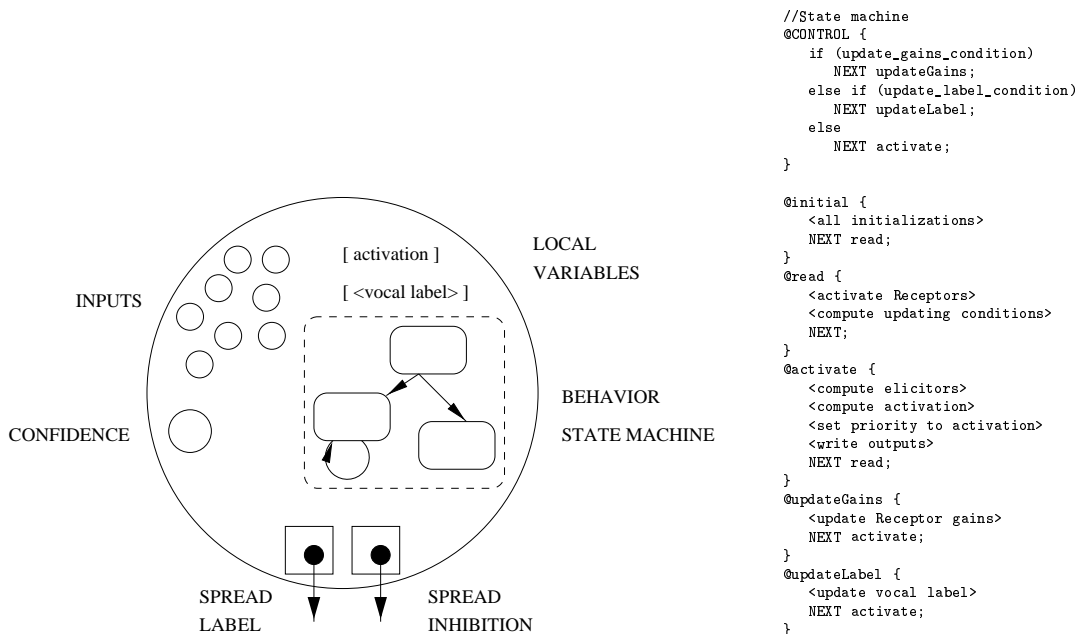 INPUTS
CONFIDENCE
[ activation ]
[ <vocal label> ]
LOCAL
VARIABLES
BEHAVIOR
STATE MACHINE
SPREAD
LABEL
SPREAD
INHIBITION
//State machine
@CONTROL {
   if (update_gains_condition)
      NEXT updateGains;
   else if (update_label_condition)
      NEXT updateLabel;
   else
      NEXT activate;
}
@initial {
   <all initializations>
   NEXT read;
}
@read {
   <activate Receptors>
   <compute updating conditions>
   NEXT;
}
@activate {
   <compute elicitors>
   <compute activation>
   <set priority to activation>
   <write outputs>
   NEXT read;
}
@updateGains {
   <update Receptor gains>
   NEXT activate;
}
@updateLabel {
   <update vocal label>
   NEXT activate;
}